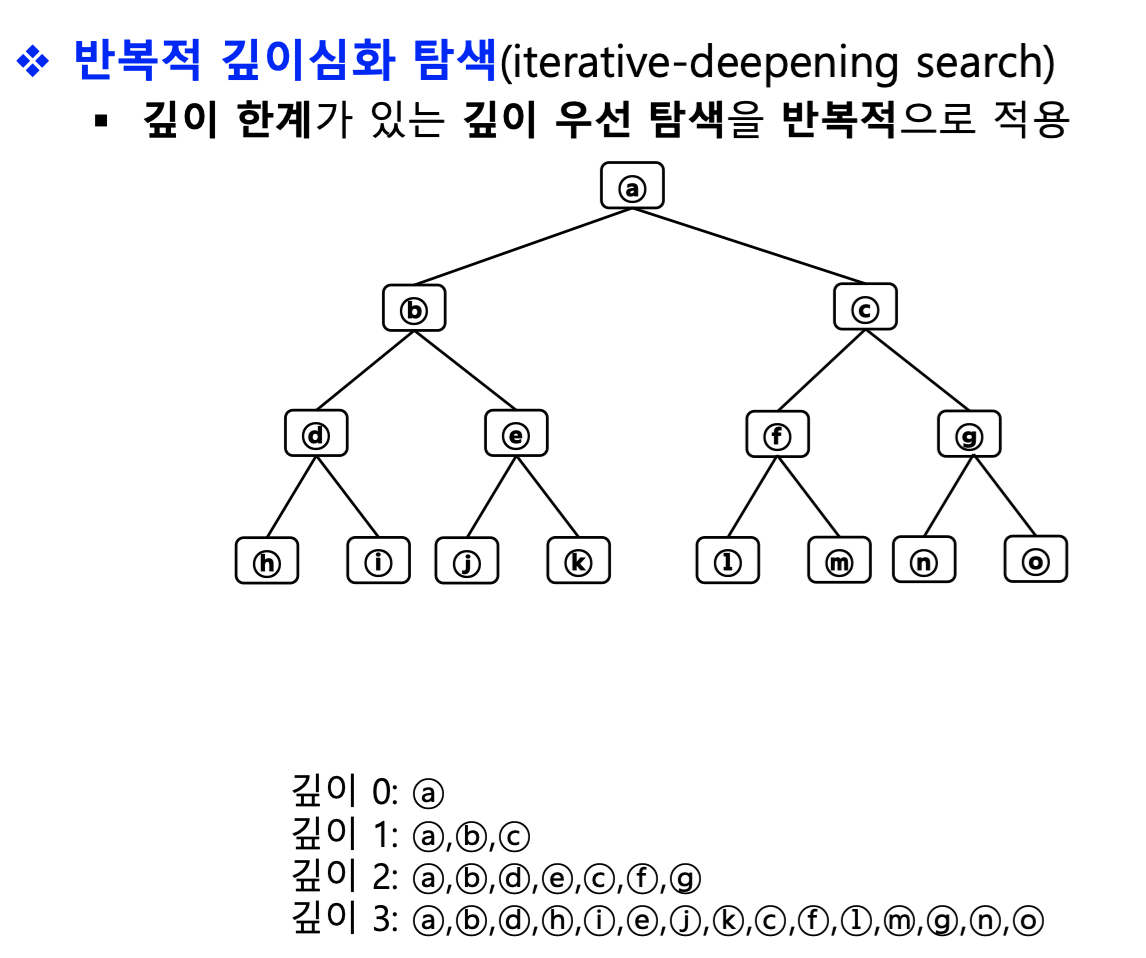 ❖ 반복적 깊이심화 탐색(iterative-deepening search)
▪ 깊이 한계가 있는 깊이 우선 탐색을 반복적으로 적용
ⓐ
ⓑ ⓒ
ⓓ ⓔ ⓕ ⓖ
ⓗ ⓘ ⓙ ⓚ ⓛ ⓜ ⓝ ⓞ
깊이 0: ⓐ
깊이 1: ⓐ,ⓑ,ⓒ
깊이 2: ⓐ,ⓑ,ⓓ,ⓔ,ⓒ,ⓕ,ⓖ
깊이 3: ⓐ,ⓑ,ⓓ,ⓗ,ⓘ,ⓔ,ⓙ,ⓚ,ⓒ,ⓕ,ⓛ,ⓜ,ⓖ,ⓝ,ⓞ